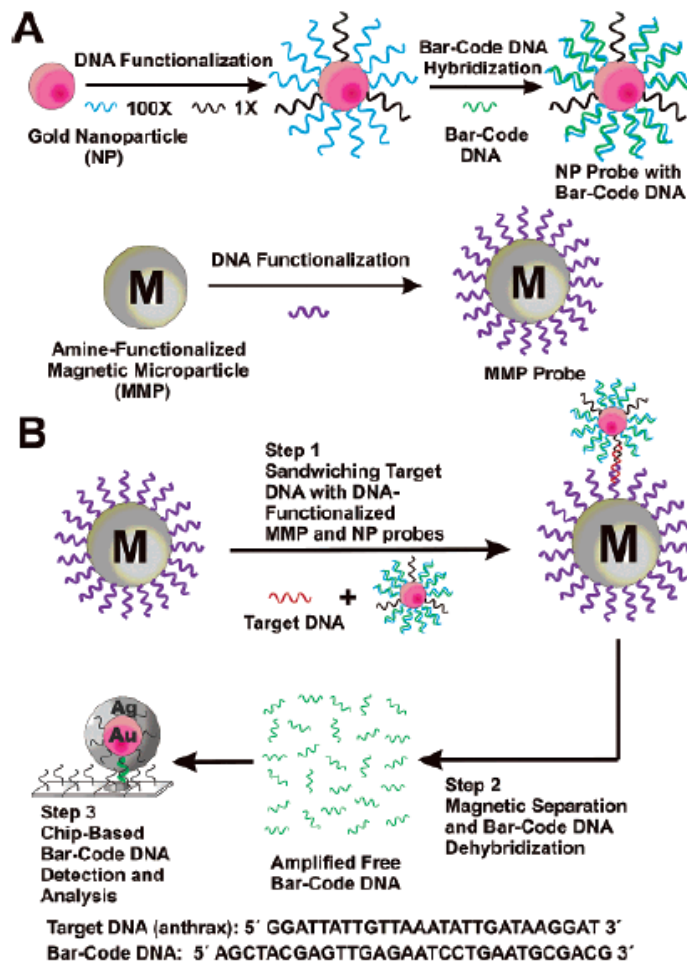 A
DNA Functionalization
100X 1X
Gold Nanoparticle
(NP)
Bar-Code DNA
Hybridization
Bar-Code
DNA
NP Probe with
Bar-Code DNA
M
DNA Functionalization
M
Amine-Functionalized
Magnetic Microparticle
(MMP)
MMP Probe
B
M
Step 1
Sandwiching Target
DNA with DNA-
Functionalized
MMP and NP probes
+
Target DNA
M
Ag
Au
Step 3
Chip-Based
Bar-Code DNA
Detection and
Analysis
Amplified Free
Bar-Code DNA
Step 2
Magnetic Separation
and Bar-Code DNA
Dehybridization
Target DNA (anthrax): 5´ GGATTATTGTTAAATATTGATAAGGAT 3´
Bar-Code DNA: 5´ AGCTACGAGTTGAGAATCCTGAATGCGACG 3´